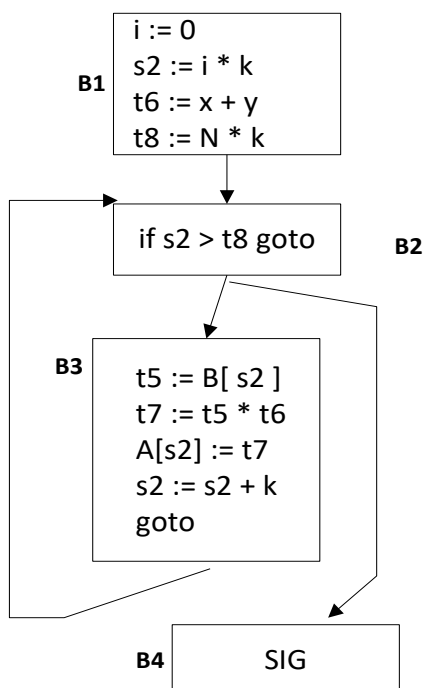 B1
i := 0
s2 := i * k
t6 := x + y
t8 := N * k
if s2 > t8 goto
B2
B3
t5 := B[ s2 ]
t7 := t5 * t6
A[s2] := t7
s2 := s2 + k
goto
B4
SIG